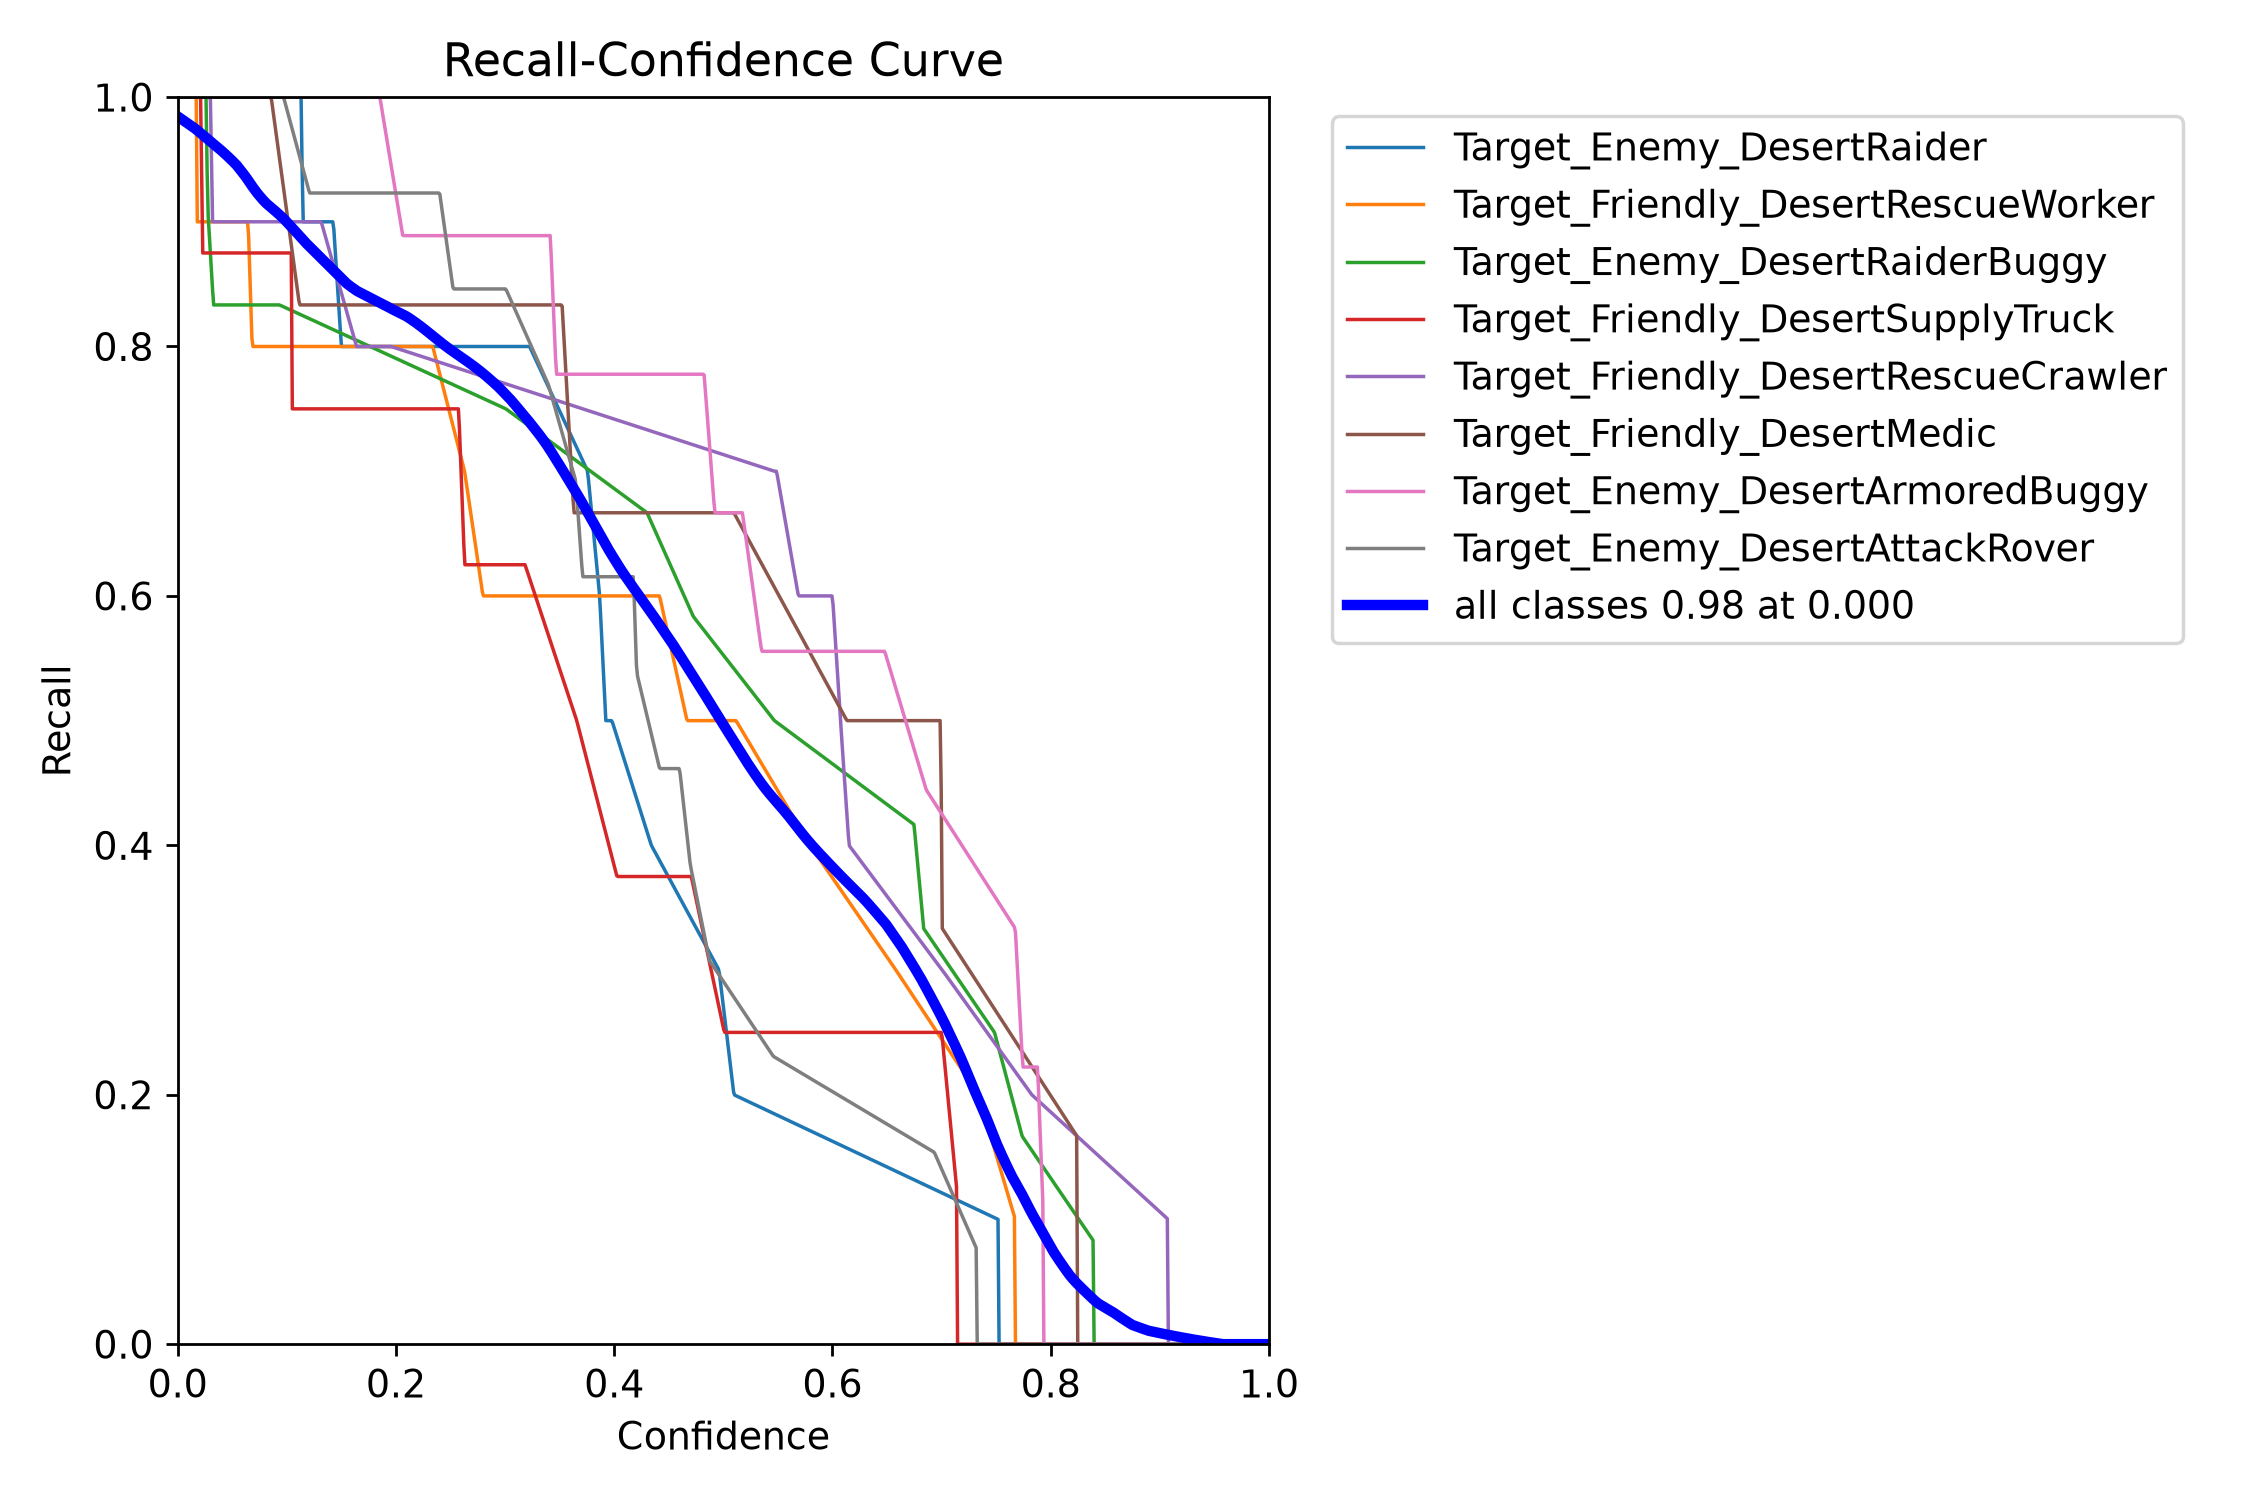 Recall-Confidence Curve
1.0
0.8
0.6
0.4
0.2
0.0
Recall
0.0 0.2 0.4 0.6 0.8 1.0
Confidence
Target_Enemy_DesertRaider
Target_Friendly_DesertRescueWorker
Target_Enemy_DesertRaiderBuggy
Target_Friendly_DesertSupplyTruck
Target_Friendly_DesertRescueCrawler
Target_Friendly_DesertMedic
Target_Enemy_DesertArmoredBuggy
Target_Enemy_DesertAttackRover
all classes 0.98 at 0.000